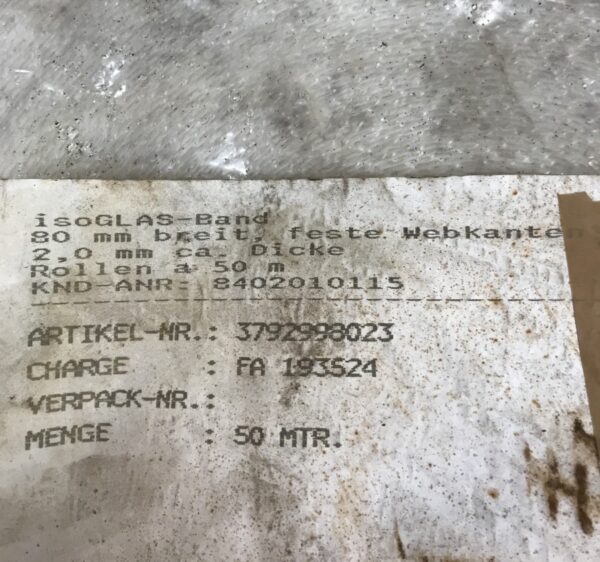 isoGLAS-Band
80 mm breit, feste Webkanten
2,0 mm ca. Dicke
Rollen a 50 m
KND-ANR: 8402010115
ARTIKEL-NR.: 3792998023
CHARGE : FA 193524
VERPACK-NR.:
MENGE : 50 MTR.